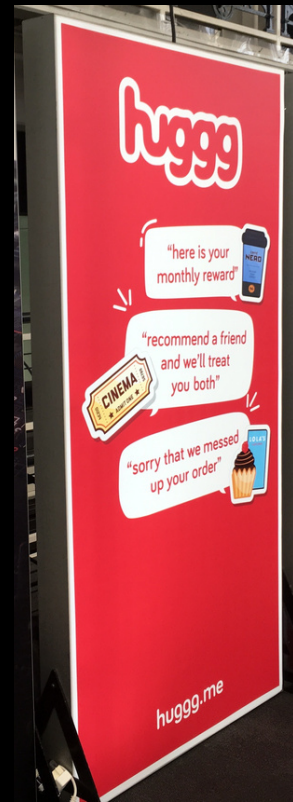 huggg
"here is your
monthly reward"
NERO
"recommend a friend
and we'll treat
you both"
CINEMA
ADMIT ONE
"sorry that we messed
up your order"
LOLA'S
huggg.me